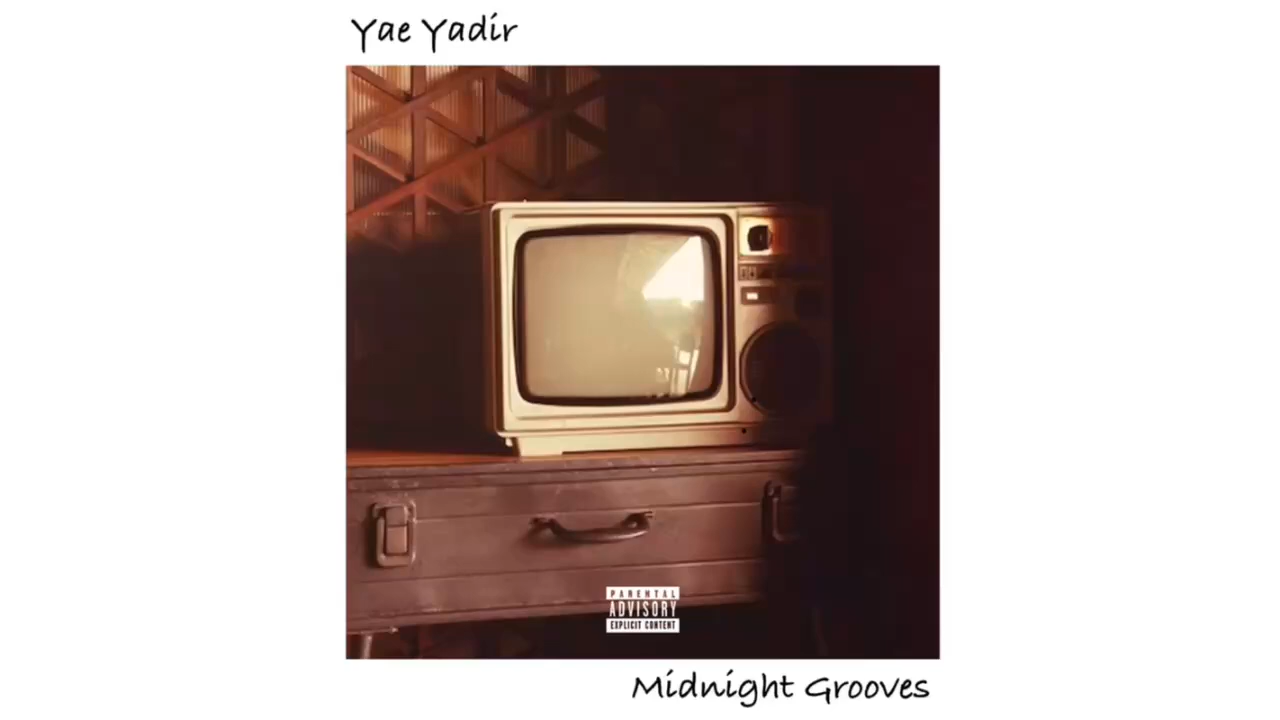 Yae Yadir
PARENTAL
ADVISORY
EXPLICIT CONTENT
Midnight Grooves